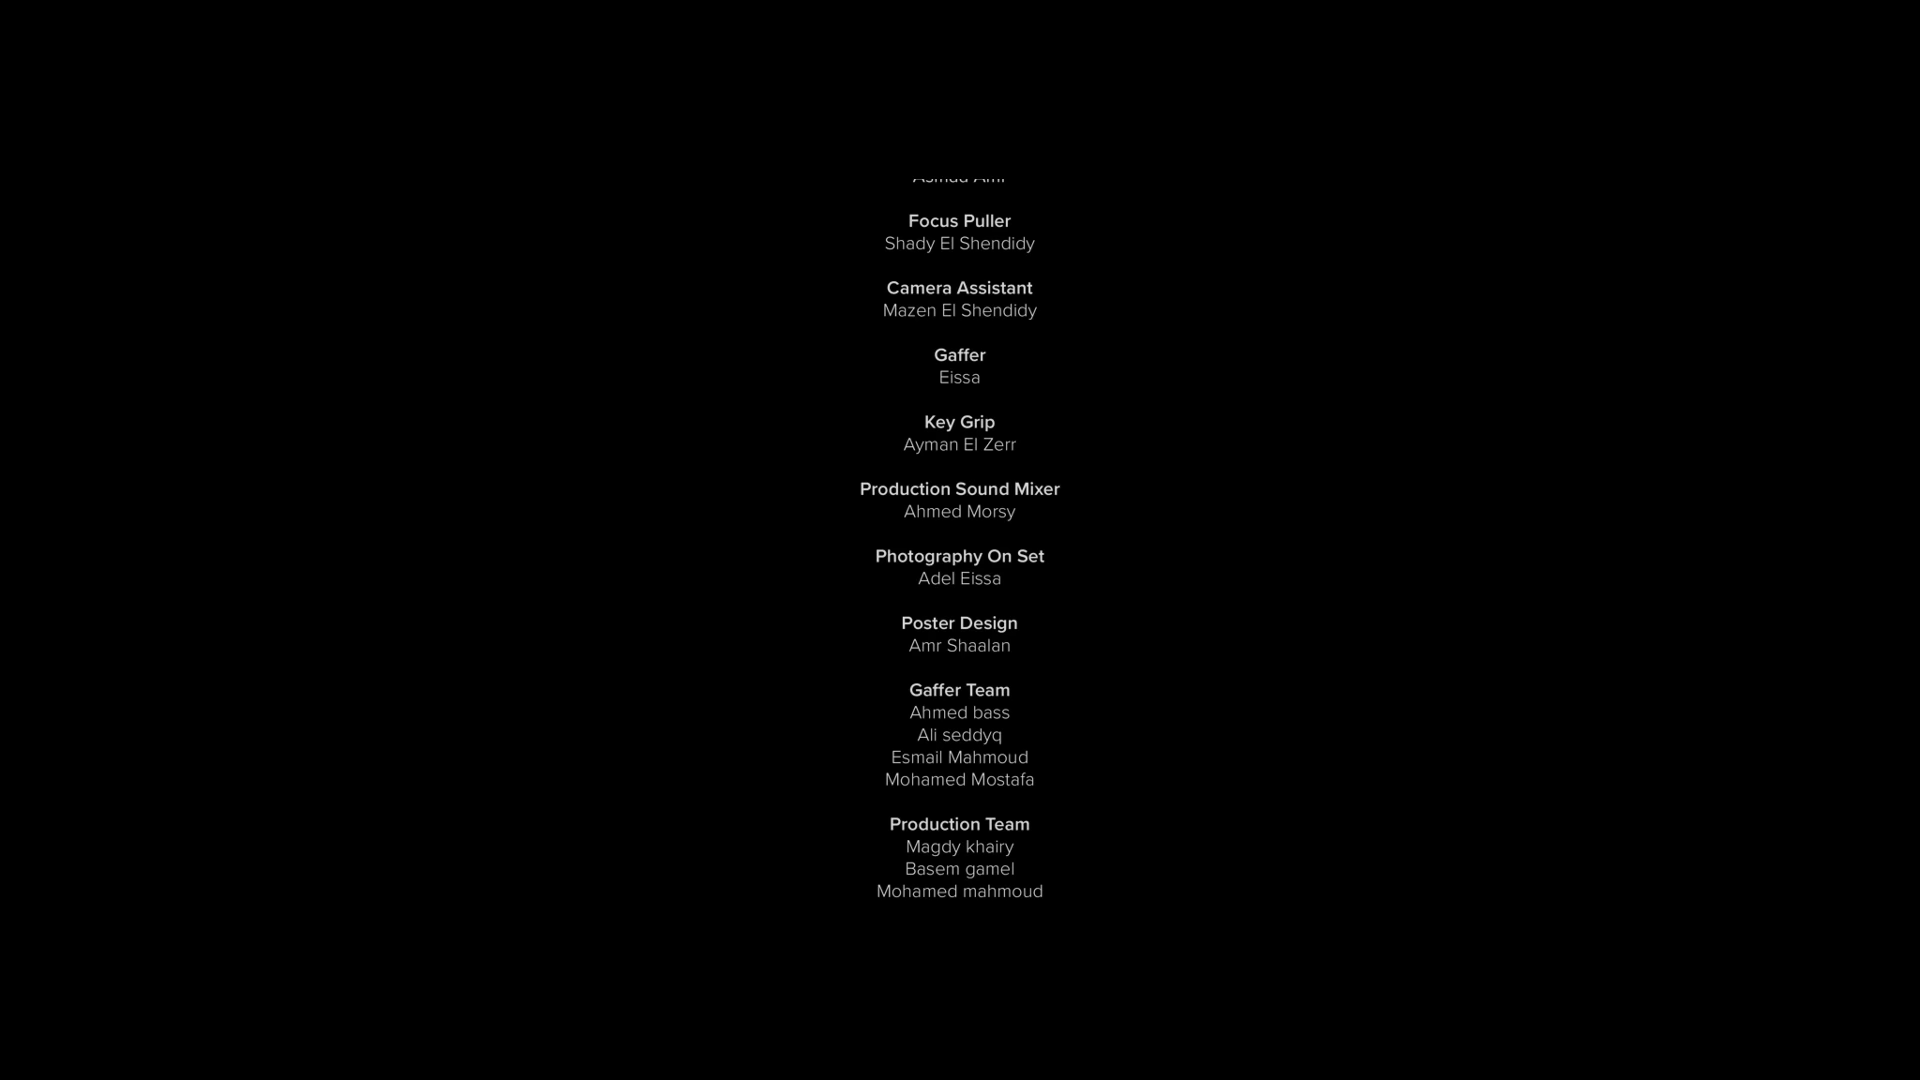 Focus Puller
Shady El Shendidy
Camera Assistant
Mazen El Shendidy
Gaffer
Eissa
Key Grip
Ayman El Zerr
Production Sound Mixer
Ahmed Morsy
Photography On Set
Adel Eissa
Poster Design
Amr Shaalan
Gaffer Team
Ahmed bass
Ali seddyq
Esmail Mahmoud
Mohamed Mostafa
Production Team
Magdy khairy
Basem gamel
Mohamed mahmoud